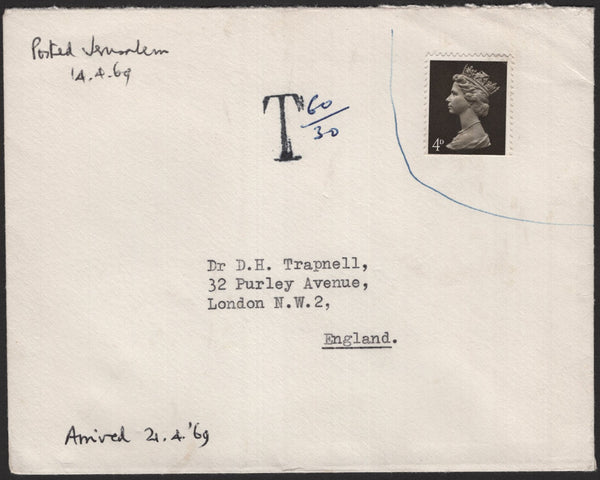 Posted Jerusalem
14.4.69
T 60/30
4D
Dr D.H. Trapnell,
32 Purley Avenue,
London N.W.2,
England.
Arrived 21.4.'69